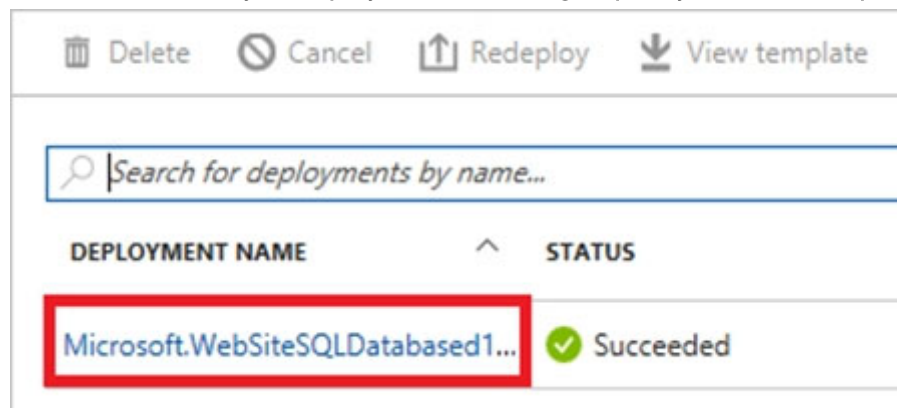 Delete Cancel Redeploy View template
Search for deployments by name...
DEPLOYMENT NAME STATUS
Microsoft.WebSiteSQLDatabased1... Succeeded